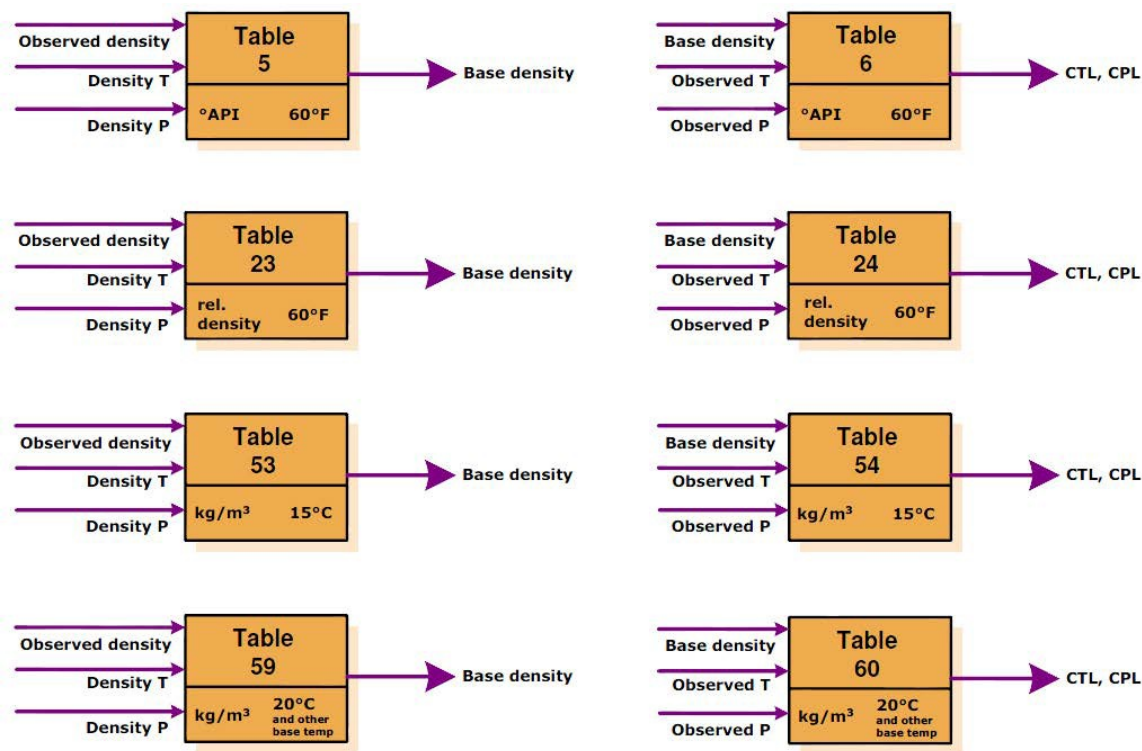 Observed density
Density T
Density P
Table
5
°API 60°F
Base density
Base density
Observed T
Observed P
Table
6
°API 60°F
CTL, CPL
Observed density
Density T
Density P
Table
23
rel.
density 60°F
Base density
Base density
Observed T
Observed P
Table
24
rel.
density 60°F
CTL, CPL
Observed density
Density T
Density P
Table
53
kg/m³ 15°C
Base density
Base density
Observed T
Observed P
Table
54
kg/m³ 15°C
CTL, CPL
Observed density
Density T
Density P
Table
59
kg/m³ 20°C
and other
base temp
Base density
Base density
Observed T
Observed P
Table
60
kg/m³ 20°C
and other
base temp
CTL, CPL